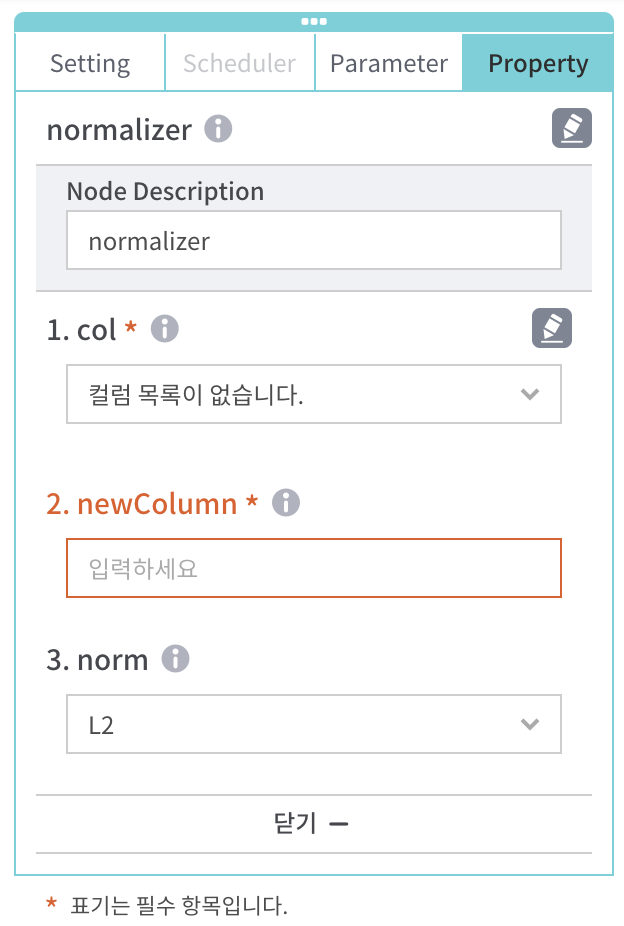 Setting Scheduler Parameter Property
normalizer
Node Description
normalizer
1. col *
컬럼 목록이 없습니다.
2. newColumn *
입력하세요
3. norm
L2
닫기
* 표기는 필수 항목입니다.